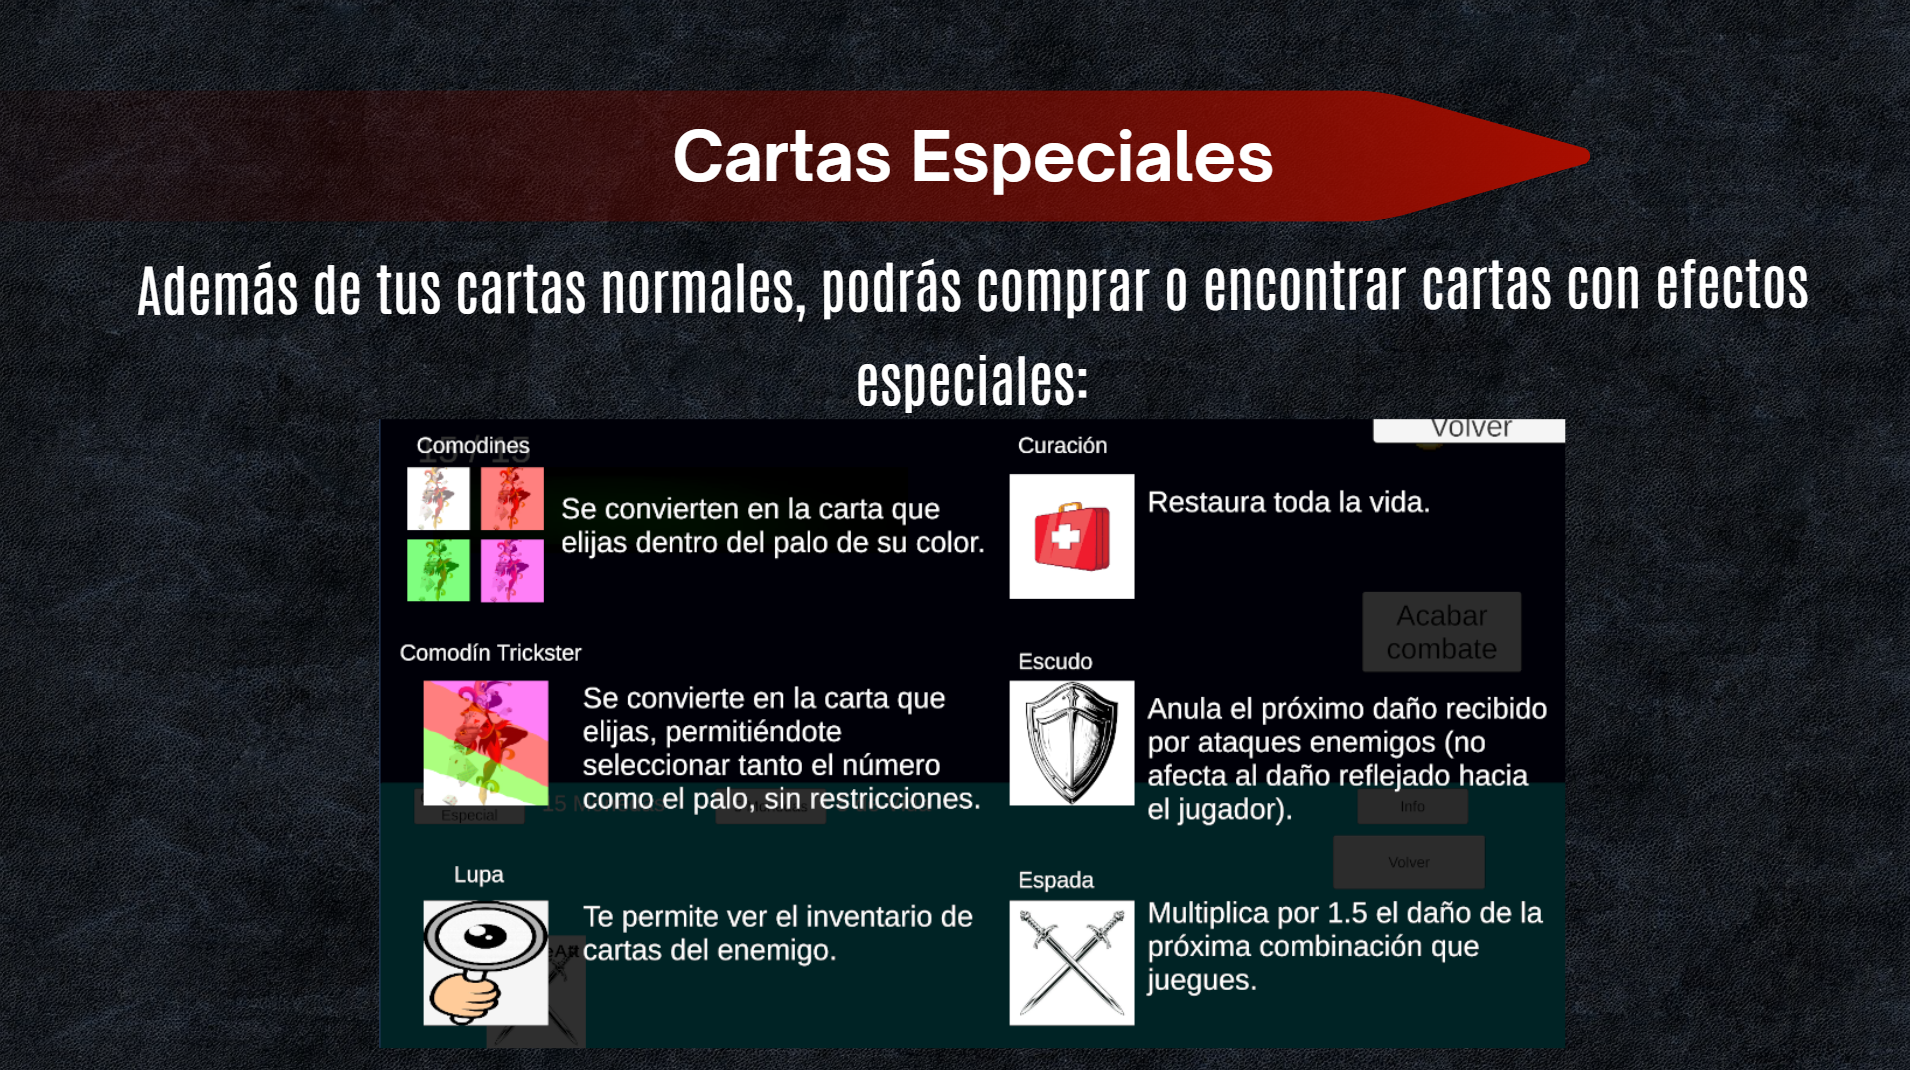 Cartas Especiales
Además de tus cartas normales, podrás comprar o encontrar cartas con efectos
especiales:
Comodines
15 / 15
Se convierten en la carta que
elijas dentro del palo de su color.
Curación
Volver
Restaura toda la vida.
Acabar
combate
Comodín Trickster
Se convierte en la carta que
elijas, permitiéndote
seleccionar tanto el número
como el palo, sin restricciones.
Especial
Escudo
Anula el próximo daño recibido
por ataques enemigos (no
afecta al daño reflejado hacia
el jugador).
Info
Volver
Lupa
Te permite ver el inventario de
cartas del enemigo.
Espada
Multiplica por 1.5 el daño de la
próxima combinación que
juegues.